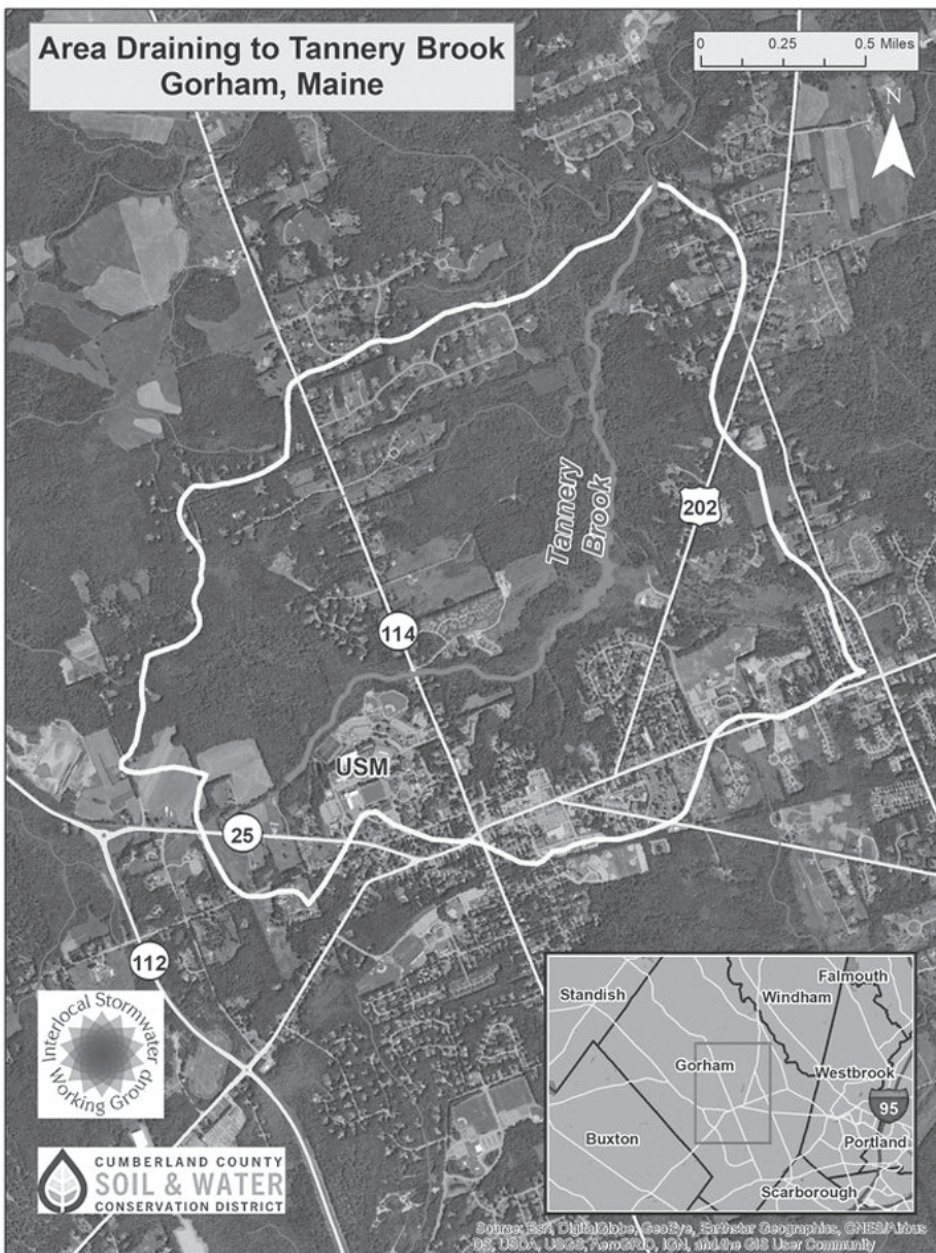 Area Draining to Tannery Brook
Gorham, Maine
0 0.25 0.5 Miles
N
Tannery
Brook
202
114
USM
25
112
Interlocal Stormwater
Working Group
CUMBERLAND COUNTY
SOIL & WATER
CONSERVATION DISTRICT
Standish
Falmouth
Windham
Gorham
Westbrook
95
Buxton
Portland
Scarborough
Source: Esri, DigitalGlobe, GeoEye, Earthstar Geographics, CNES/Airbus
DS, USDA, USGS, AeroGRID, IGN, and the GIS User Community